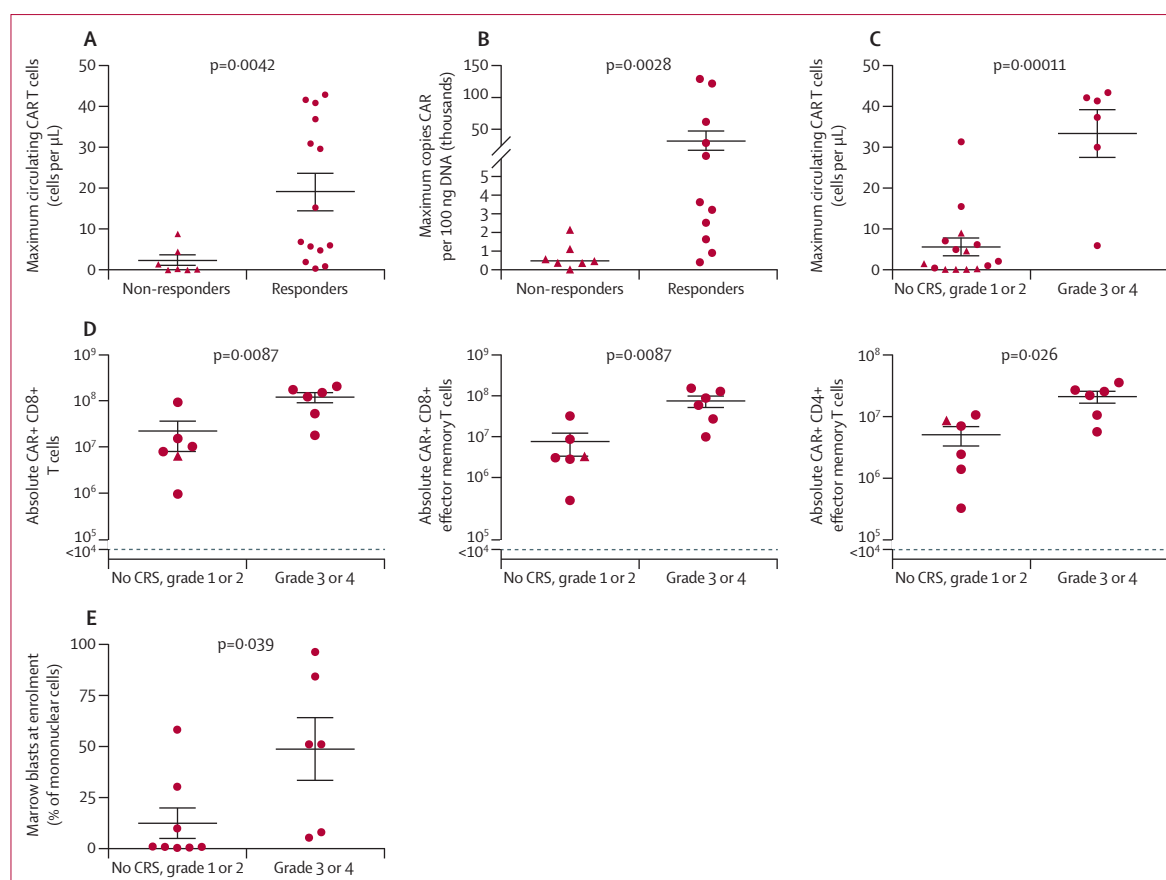 A
p=0·0042
Maximum circulating CAR T cells
(cells per μL)
50
40
30
20
10
0
Non-responders
Responders
B
p=0·0028
Maximum copies CAR
per 100 ng DNA (thousands)
150
100
50
5
4
3
2
1
0
Non-responders
Responders
C
p=0·00011
Maximum circulating CAR T cells
(cells per μL)
50
40
30
20
10
0
No CRS, grade 1 or 2
Grade 3 or 4
D
p=0·0087
Absolute CAR+ CD8+
T cells
10⁹
10⁸
10⁷
10⁶
10⁵
<10⁴
No CRS, grade 1 or 2
Grade 3 or 4
p=0·0087
Absolute CAR+ CD8+
effector memory T cells
10⁹
10⁸
10⁷
10⁶
10⁵
<10⁴
No CRS, grade 1 or 2
Grade 3 or 4
p=0·026
Absolute CAR+ CD4+
effector memory T cells
10⁸
10⁷
10⁶
10⁵
<10⁴
No CRS, grade 1 or 2
Grade 3 or 4
E
p=0·039
Marrow blasts at enrolment
(% of mononuclear cells)
100
75
50
25
0
No CRS, grade 1 or 2
Grade 3 or 4